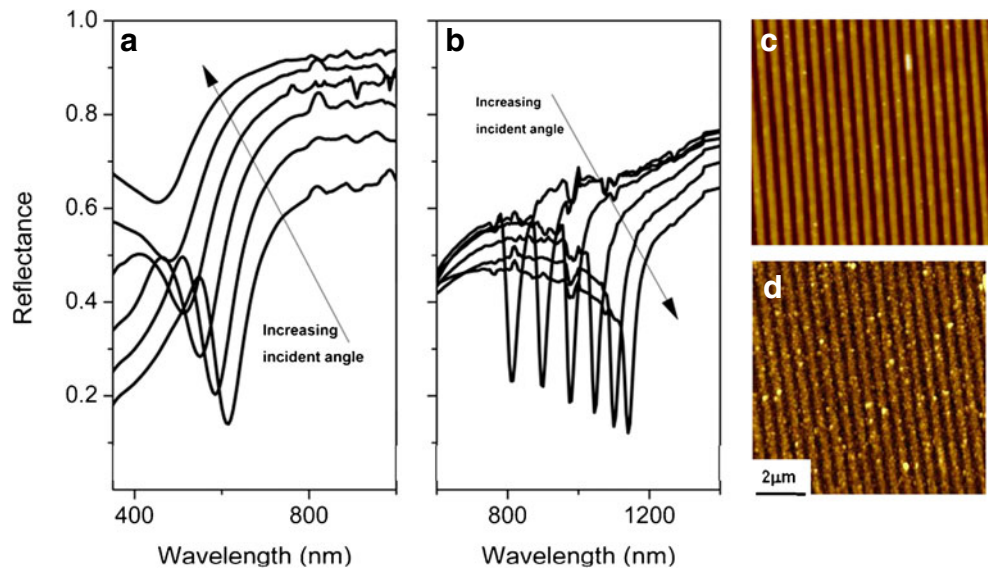 a
b
c
d
1.0
0.8
0.6
0.4
0.2
Reflectance
Increasing
incident angle
400
800
Wavelength (nm)
Increasing
incident angle
800
1200
Wavelength (nm)
2μm